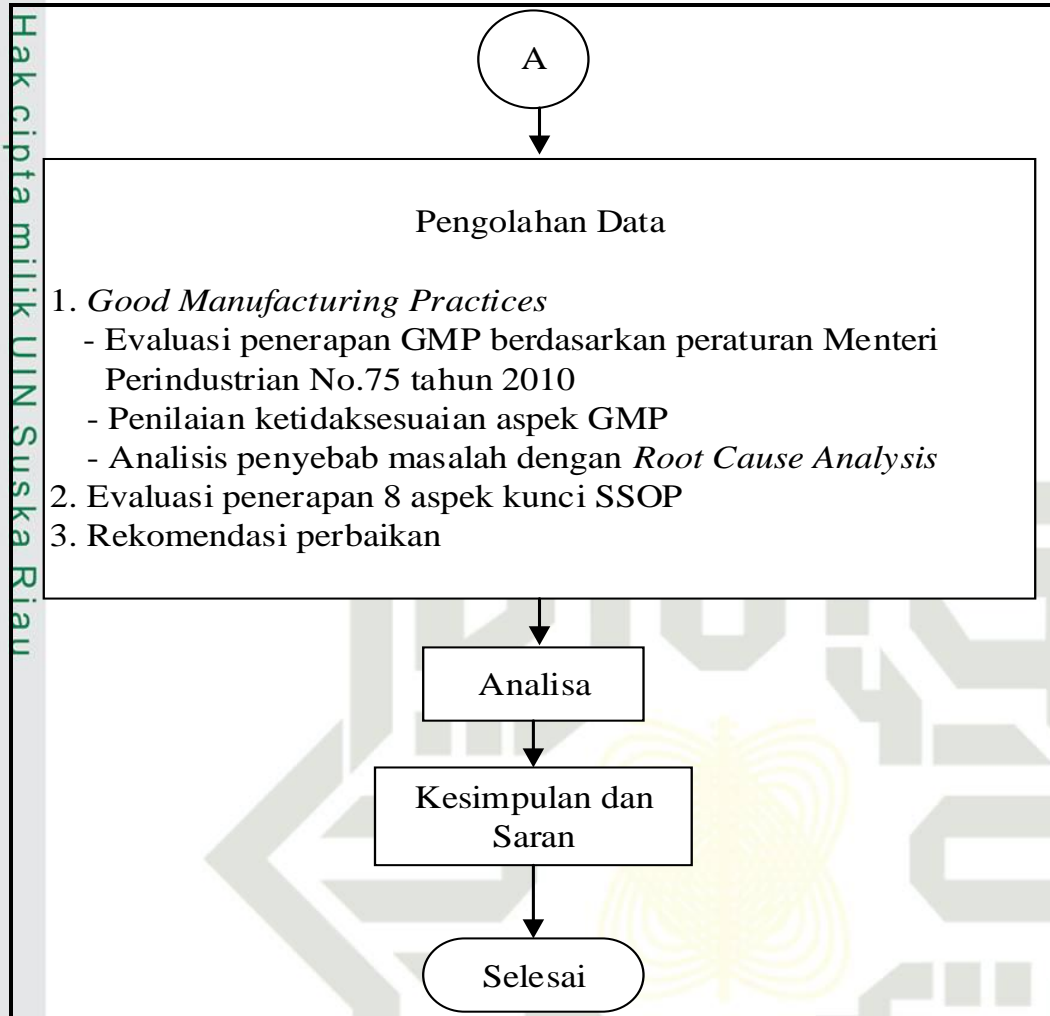 Hak cipta milik UIN Suska Riau
A
Pengolahan Data
1. Good Manufacturing Practices
- Evaluasi penerapan GMP berdasarkan peraturan Menteri
Perindustrian No.75 tahun 2010
- Penilaian ketidaksesuaian aspek GMP
- Analisis penyebab masalah dengan Root Cause Analysis
2. Evaluasi penerapan 8 aspek kunci SSOP
3. Rekomendasi perbaikan
Analisa
Kesimpulan dan
Saran
Selesai